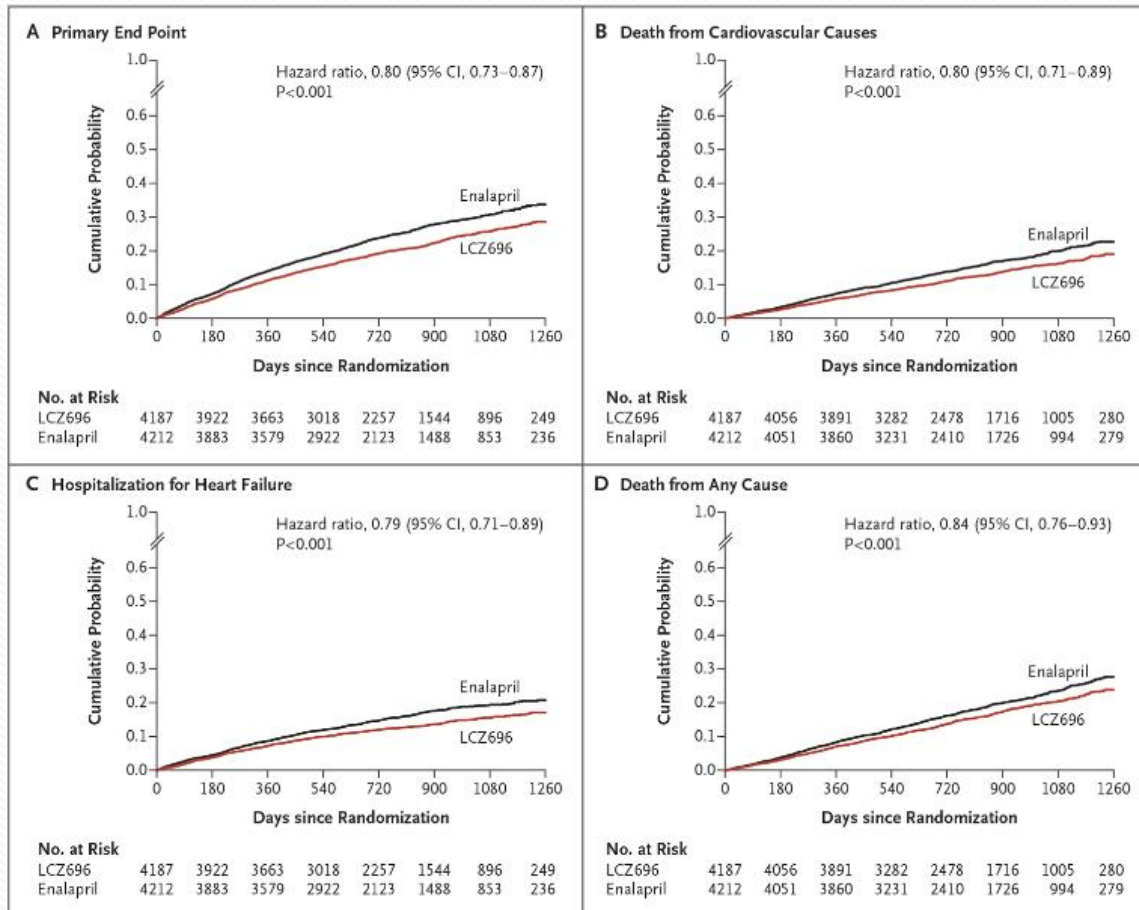 A Primary End Point
1.0
0.6
0.5
0.4
0.3
0.2
0.1
0.0
Cumulative Probability
Hazard ratio, 0.80 (95% CI, 0.73–0.87)
P<0.001
Enalapril
LCZ696
0 180 360 540 720 900 1080 1260
Days since Randomization
No. at Risk
LCZ696 4187 3922 3663 3018 2257 1544 896 249
Enalapril 4212 3883 3579 2922 2123 1488 853 236
B Death from Cardiovascular Causes
1.0
0.6
0.5
0.4
0.3
0.2
0.1
0.0
Cumulative Probability
Hazard ratio, 0.80 (95% CI, 0.71–0.89)
P<0.001
Enalapril
LCZ696
0 180 360 540 720 900 1080 1260
Days since Randomization
No. at Risk
LCZ696 4187 4056 3891 3282 2478 1716 1005 280
Enalapril 4212 4051 3860 3231 2410 1726 994 279
C Hospitalization for Heart Failure
1.0
0.6
0.5
0.4
0.3
0.2
0.1
0.0
Cumulative Probability
Hazard ratio, 0.79 (95% CI, 0.71–0.89)
P<0.001
Enalapril
LCZ696
0 180 360 540 720 900 1080 1260
Days since Randomization
No. at Risk
LCZ696 4187 3922 3663 3018 2257 1544 896 249
Enalapril 4212 3883 3579 2922 2123 1488 853 236
D Death from Any Cause
1.0
0.6
0.5
0.4
0.3
0.2
0.1
0.0
Cumulative Probability
Hazard ratio, 0.84 (95% CI, 0.76–0.93)
P<0.001
Enalapril
LCZ696
0 180 360 540 720 900 1080 1260
Days since Randomization
No. at Risk
LCZ696 4187 4056 3891 3282 2478 1716 1005 280
Enalapril 4212 4051 3860 3231 2410 1726 994 279